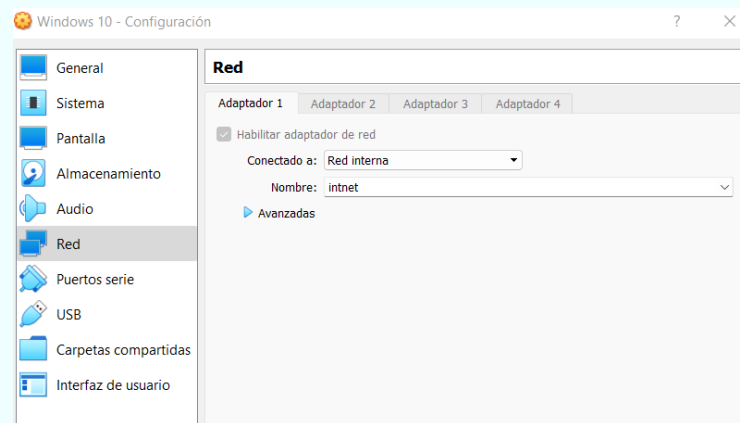 Windows 10 - Configuración ? ×
General
Sistema
Pantalla
Almacenamiento
Audio
Red
Puertos serie
USB
Carpetas compartidas
Interfaz de usuario
Red
Adaptador 1 Adaptador 2 Adaptador 3 Adaptador 4
Habilitar adaptador de red
Conectado a: Red interna
Nombre: intnet
Avanzadas